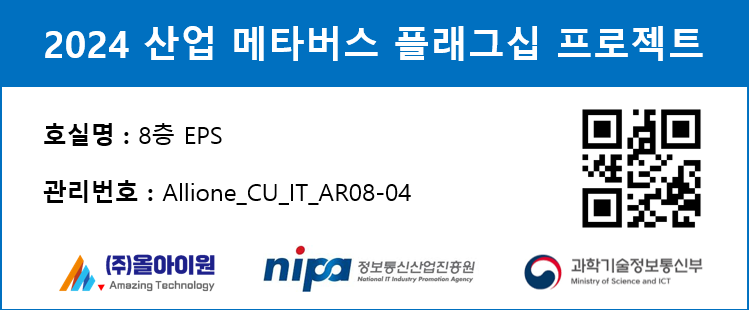 2024 산업 메타버스 플래그십 프로젝트
호실명 : 8층 EPS
관리번호 : Allione_CU_IT_AR08-04
(주)올아이원
Amazing Technology
nipa 정보통신산업진흥원
National IT Industry Promotion Agency
과학기술정보통신부
Ministry of Science and ICT